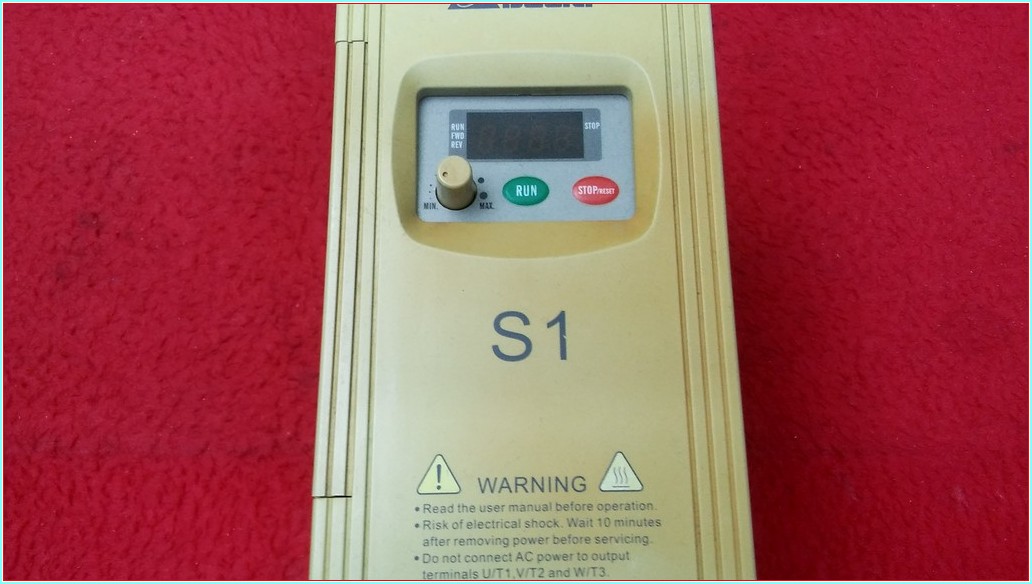 RUN
FWD
REV
STOP
MIN.
MAX.
RUN
STOP/RESET
S1
WARNING
• Read the user manual before operation.
• Risk of electrical shock. Wait 10 minutes
after removing power before servicing.
• Do not connect AC power to output
terminals U/T1,V/T2 and W/T3.